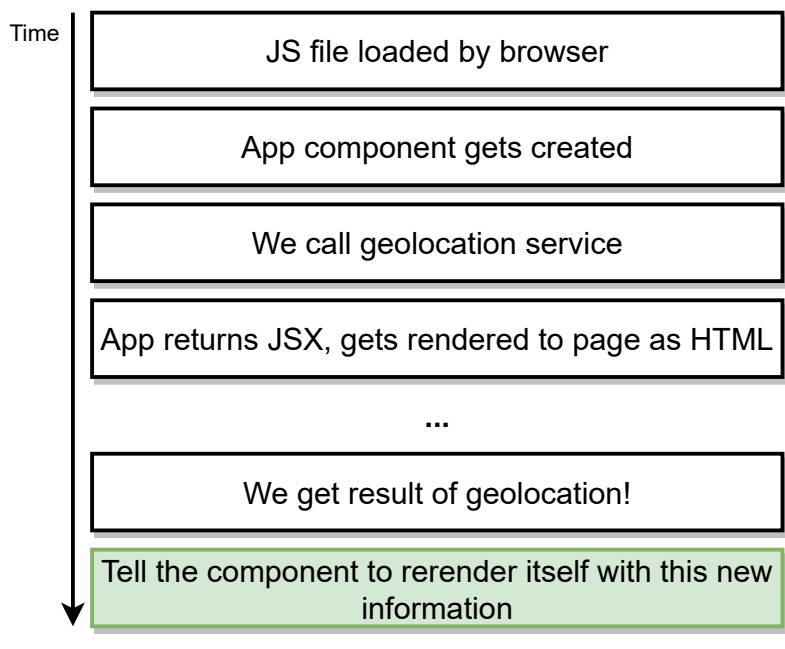 Time
JS file loaded by browser
App component gets created
We call geolocation service
App returns JSX, gets rendered to page as HTML
...
We get result of geolocation!
Tell the component to rerender itself with this new
information